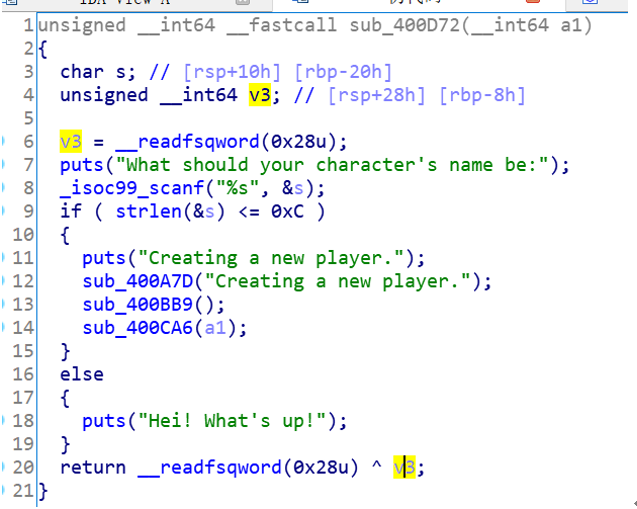 IDA View-A
1 unsigned __int64 __fastcall sub_400D72(__int64 a1)
2 {
3   char s; // [rsp+10h] [rbp-20h]
4   unsigned __int64 v3; // [rsp+28h] [rbp-8h]
5
6   v3 = __readfsqword(0x28u);
7   puts("What should your character's name be:");
8   _isoc99_scanf("%s", &s);
9   if ( strlen(&s) <= 0xC )
10   {
11     puts("Creating a new player.");
12     sub_400A7D("Creating a new player.");
13     sub_400BB9();
14     sub_400CA6(a1);
15   }
16   else
17   {
18     puts("Hei! What's up!");
19   }
20   return __readfsqword(0x28u) ^ v3;
21 }